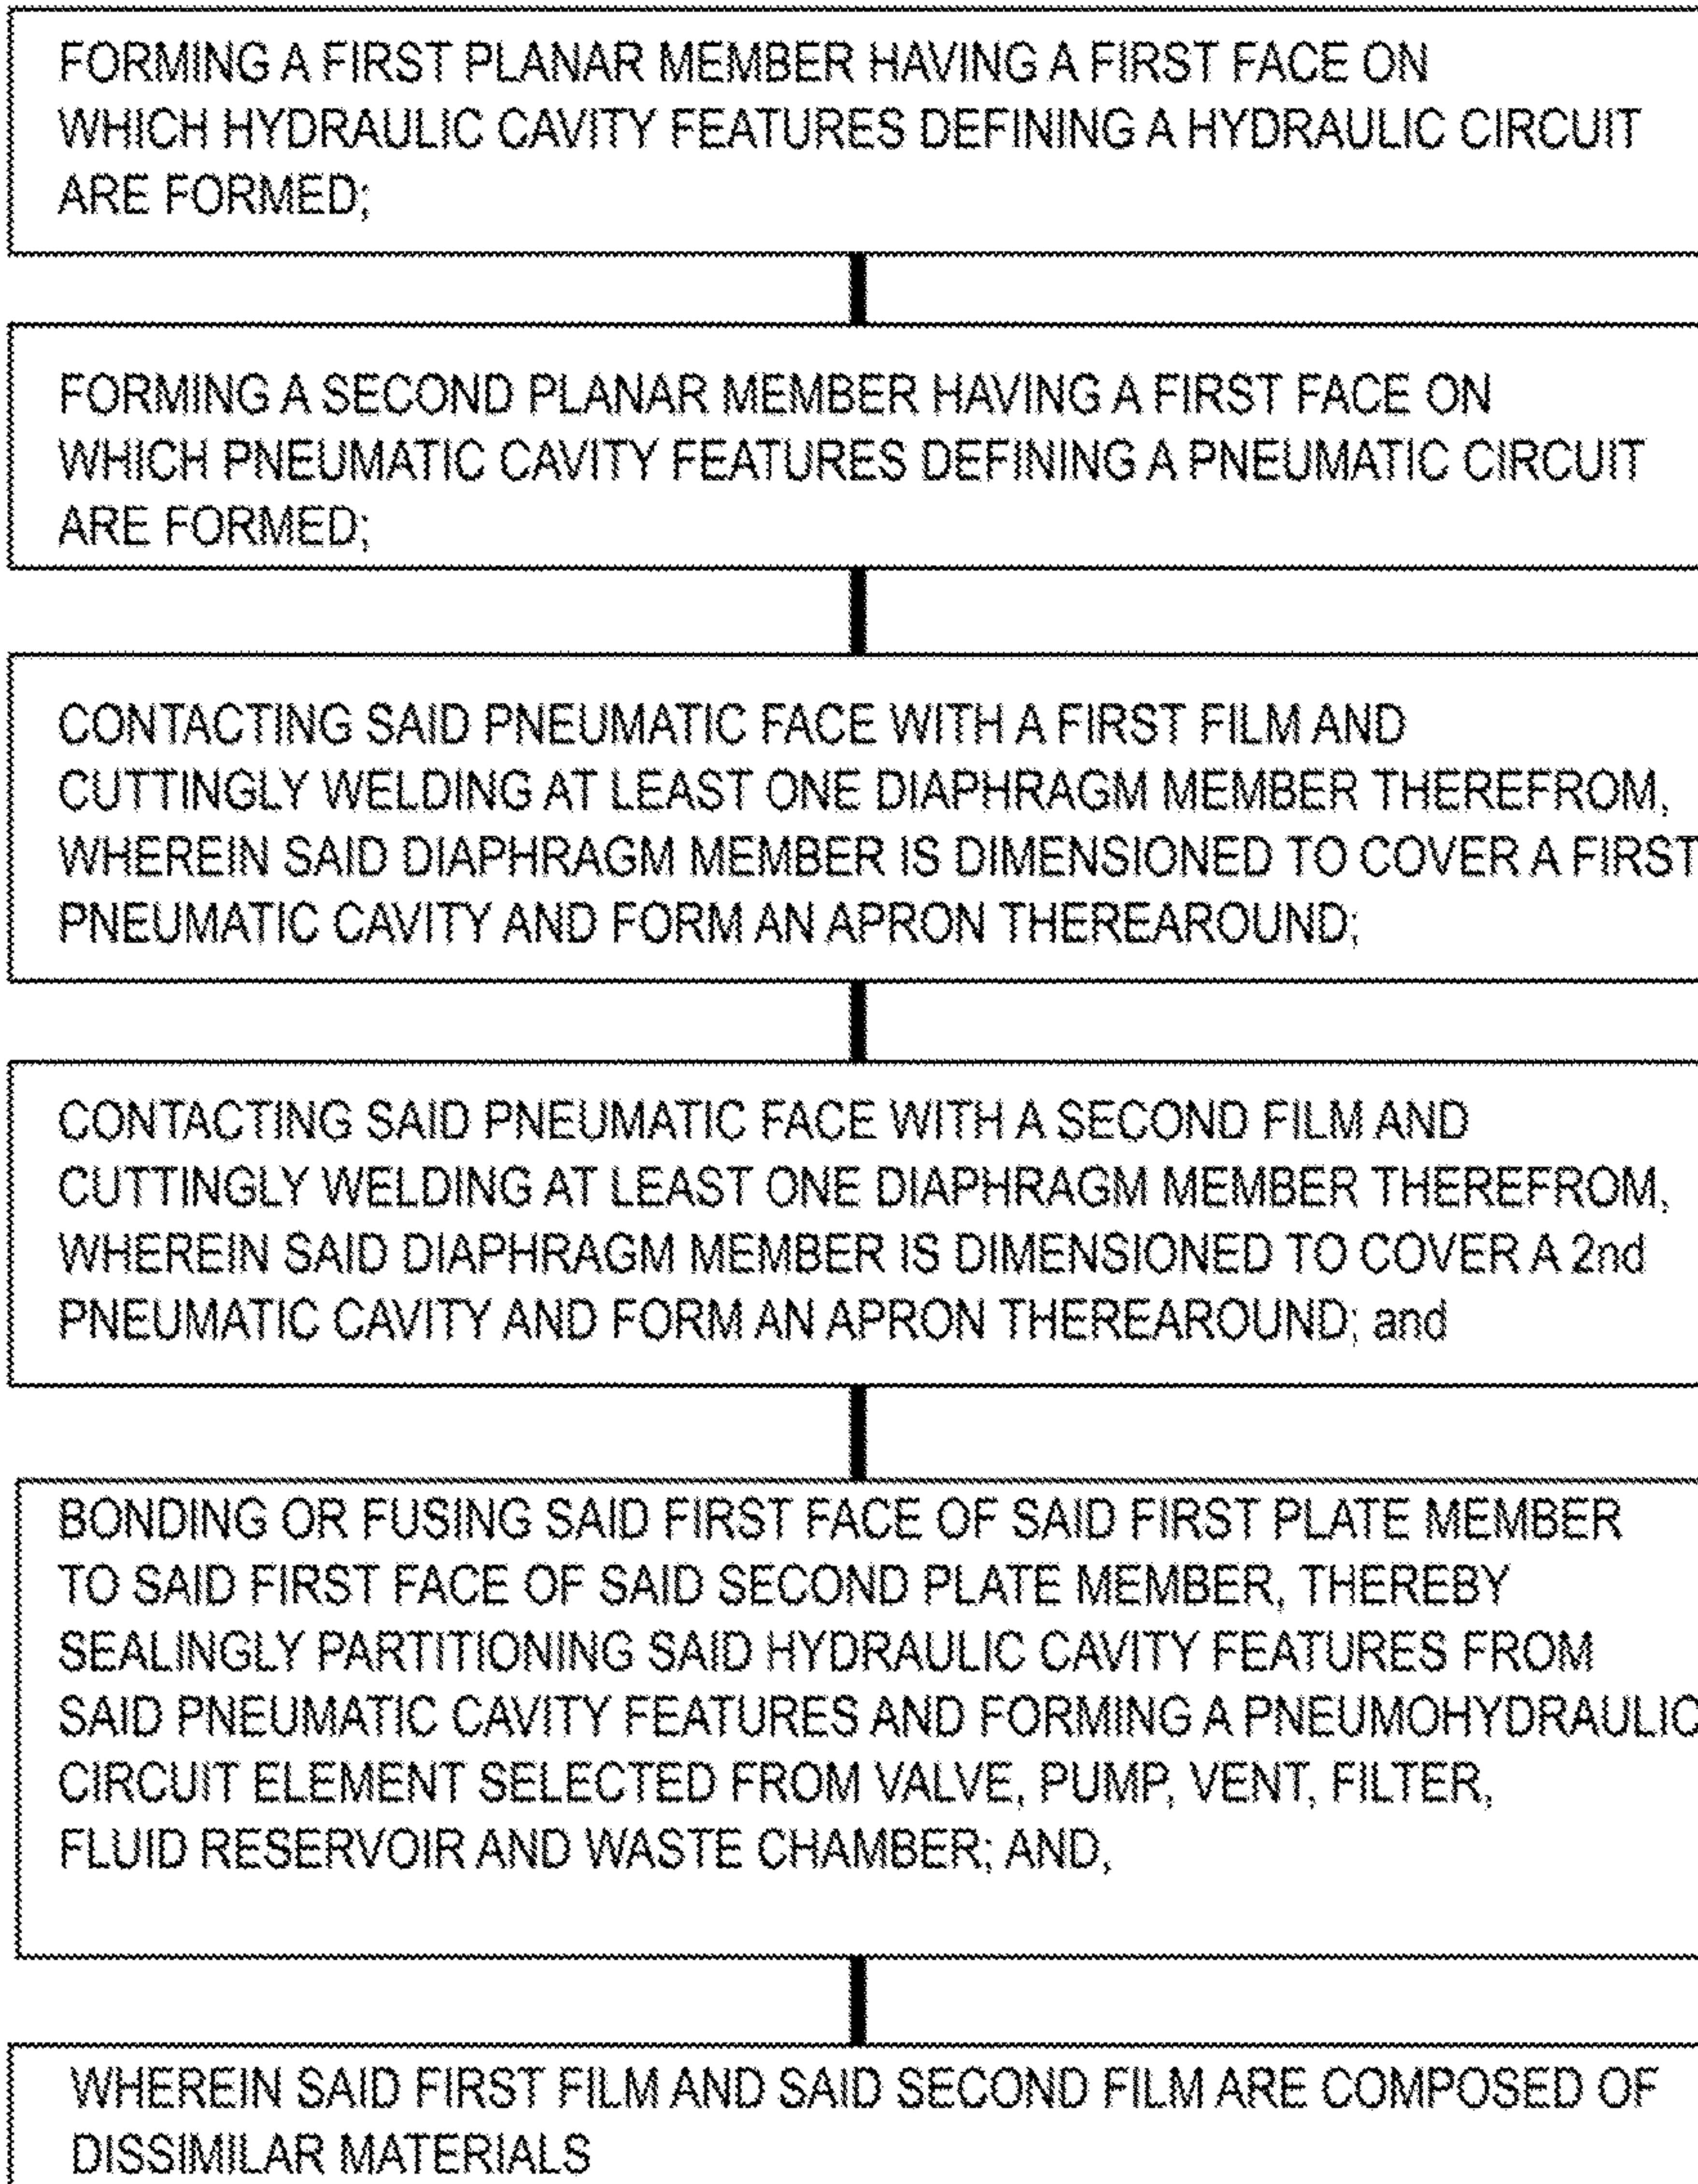 FORMING A FIRST PLANAR MEMBER HAVING A FIRST FACE ON
WHICH HYDRAULIC CAVITY FEATURES DEFINING A HYDRAULIC CIRCUIT
ARE FORMED;
FORMING A SECOND PLANAR MEMBER HAVING A FIRST FACE ON
WHICH PNEUMATIC CAVITY FEATURES DEFINING A PNEUMATIC CIRCUIT
ARE FORMED;
CONTACTING SAID PNEUMATIC FACE WITH A FIRST FILM AND
CUTTINGLY WELDING AT LEAST ONE DIAPHRAGM MEMBER THEREFROM,
WHEREIN SAID DIAPHRAGM MEMBER IS DIMENSIONED TO COVER A FIRST
PNEUMATIC CAVITY AND FORM AN APRON THEREAROUND;
CONTACTING SAID PNEUMATIC FACE WITH A SECOND FILM AND
CUTTINGLY WELDING AT LEAST ONE DIAPHRAGM MEMBER THEREFROM,
WHEREIN SAID DIAPHRAGM MEMBER IS DIMENSIONED TO COVER A 2nd
PNEUMATIC CAVITY AND FORM AN APRON THEREAROUND; and
BONDING OR FUSING SAID FIRST FACE OF SAID FIRST PLATE MEMBER
TO SAID FIRST FACE OF SAID SECOND PLATE MEMBER, THEREBY
SEALINGLY PARTITIONING SAID HYDRAULIC CAVITY FEATURES FROM
SAID PNEUMATIC CAVITY FEATURES AND FORMING A PNEUMOHYDRAULIC
CIRCUIT ELEMENT SELECTED FROM VALVE, PUMP, VENT, FILTER,
FLUID RESERVOIR AND WASTE CHAMBER; AND,
WHEREIN SAID FIRST FILM AND SAID SECOND FILM ARE COMPOSED OF
DISSIMILAR MATERIALS